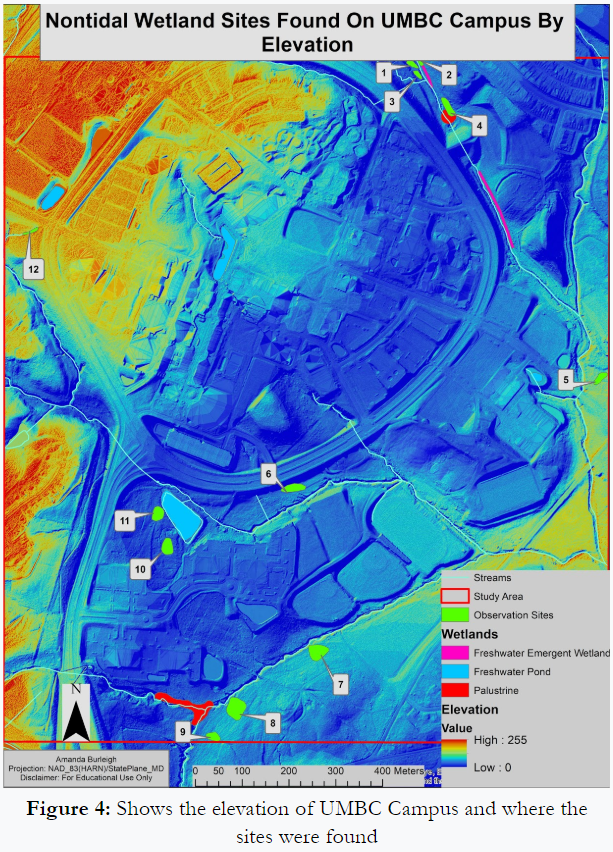 Nontidal Wetland Sites Found On UMBC Campus By
Elevation
1
2
3
4
12
5
6
11
10
7
8
9
Streams
Study Area
Observation Sites
Wetlands
Freshwater Emergent Wetland
Freshwater Pond
Palustrine
Elevation
Value
High : 255
Low : 0
N
Amanda Burleigh
Projection: NAD_83(HARN)/StatePlane_MD
Disclaimer: For Educational Use Only
0 50 100 200 300 400 Meters
Figure 4: Shows the elevation of UMBC Campus and where the
sites were found